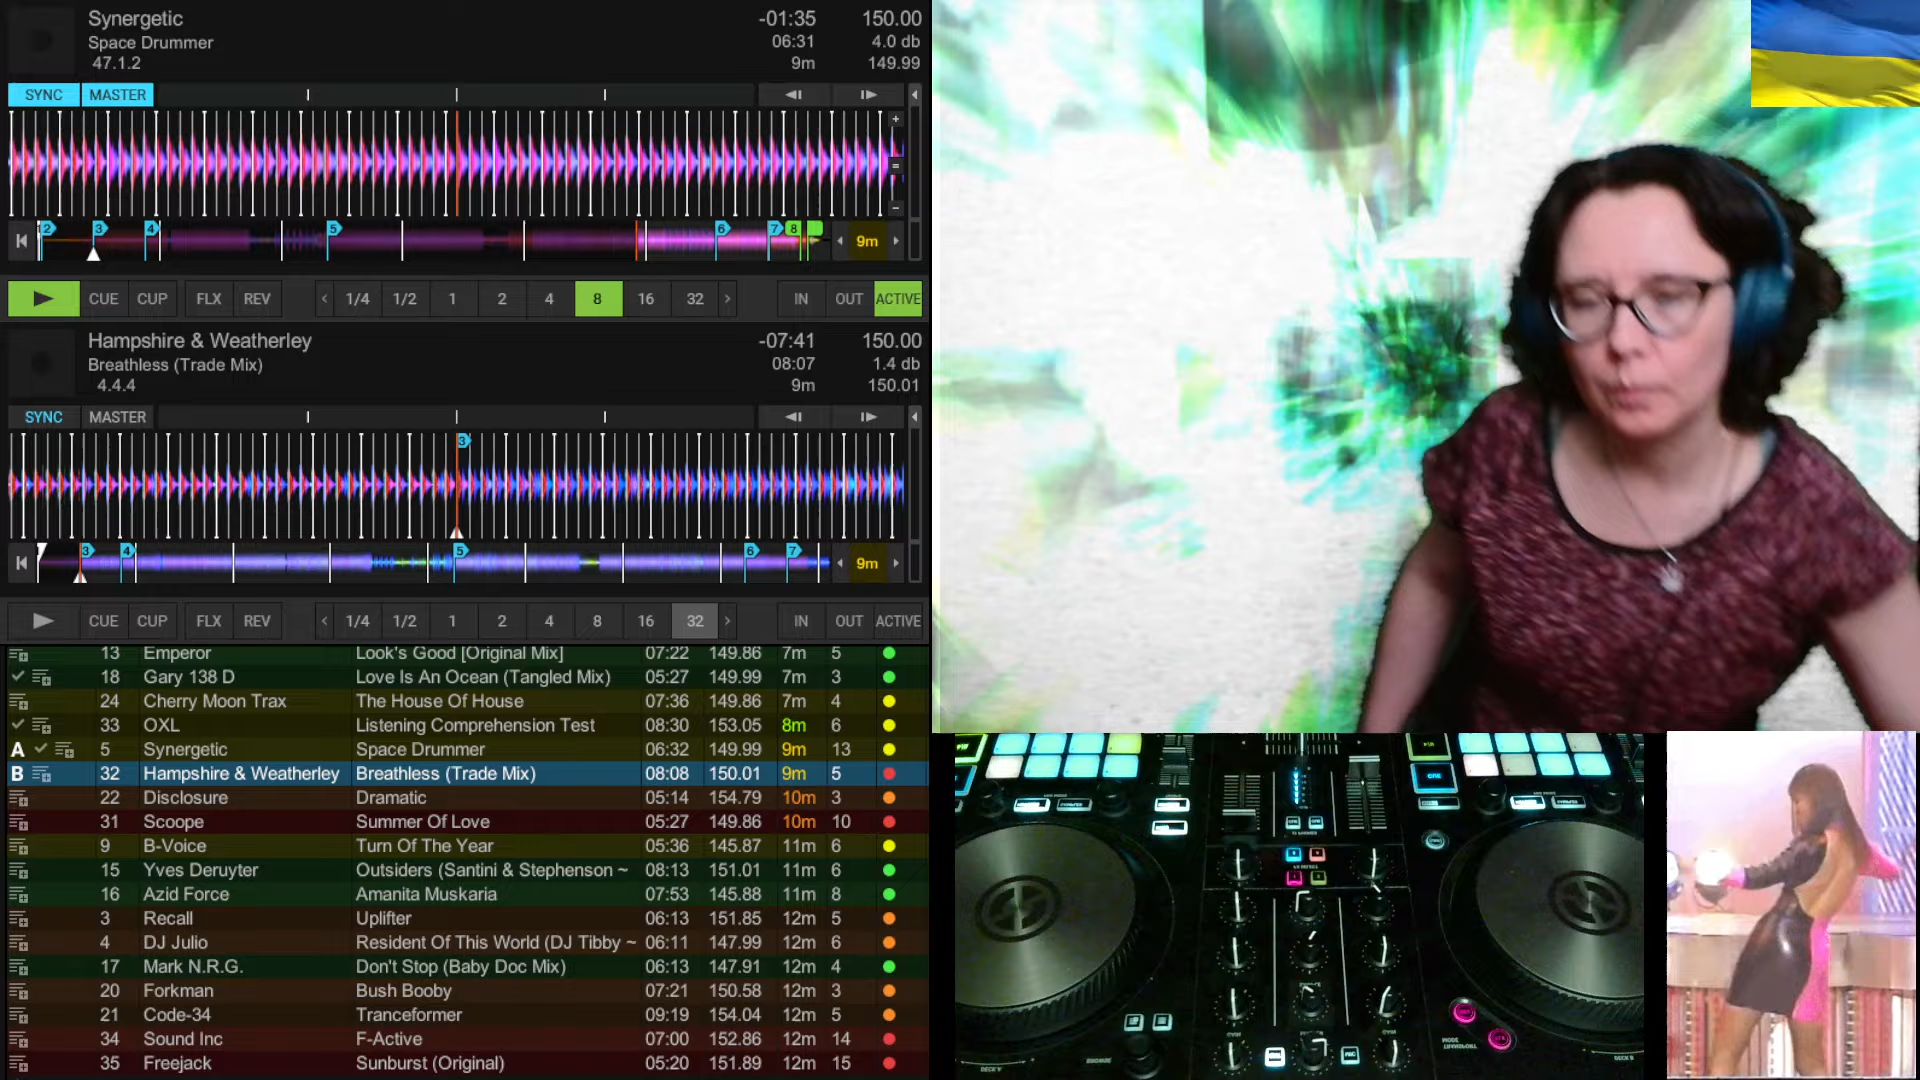 Synergetic -01:35 150.00
Space Drummer 06:31 4.0 db
47.1.2 9m 149.99
SYNC MASTER
2 3 4 5 6 7 8 9m
CUE CUP FLX REV 1/4 1/2 1 2 4 8 16 32 IN OUT ACTIVE
Hampshire & Weatherley -07:41 150.00
Breathless (Trade Mix) 08:07 1.4 db
4.4.4 9m 150.01
SYNC MASTER
3
3 4 5 6 7 9m
CUE CUP FLX REV 1/4 1/2 1 2 4 8 16 32 IN OUT ACTIVE
13 Emperor Look's Good [Original Mix] 07:22 149.86 7m 5
18 Gary 138 D Love Is An Ocean (Tangled Mix) 05:27 149.99 7m 3
24 Cherry Moon Trax The House Of House 07:36 149.86 7m 4
33 OXL Listening Comprehension Test 08:30 153.05 8m 6
A 5 Synergetic Space Drummer 06:32 149.99 9m 13
B 32 Hampshire & Weatherley Breathless (Trade Mix) 08:08 150.01 9m 5
22 Disclosure Dramatic 05:14 154.79 10m 3
31 Scoope Summer Of Love 05:27 149.86 10m 10
9 B-Voice Turn Of The Year 05:36 145.87 11m 6
15 Yves Deruyter Outsiders (Santini & Stephenson ~ 08:13 151.01 11m 6
16 Azid Force Amanita Muskaria 07:53 145.88 11m 8
3 Recall Uplifter 06:13 151.85 12m 5
4 DJ Julio Resident Of This World (DJ Tibby ~ 06:11 147.99 12m 6
17 Mark N.R.G. Don't Stop (Baby Doc Mix) 06:13 147.91 12m 4
20 Forkman Bush Booby 07:21 150.58 12m 3
21 Code-34 Tranceformer 09:19 154.04 12m 5
34 Sound Inc F-Active 07:00 152.86 12m 14
35 Freejack Sunburst (Original) 05:20 151.89 12m 15